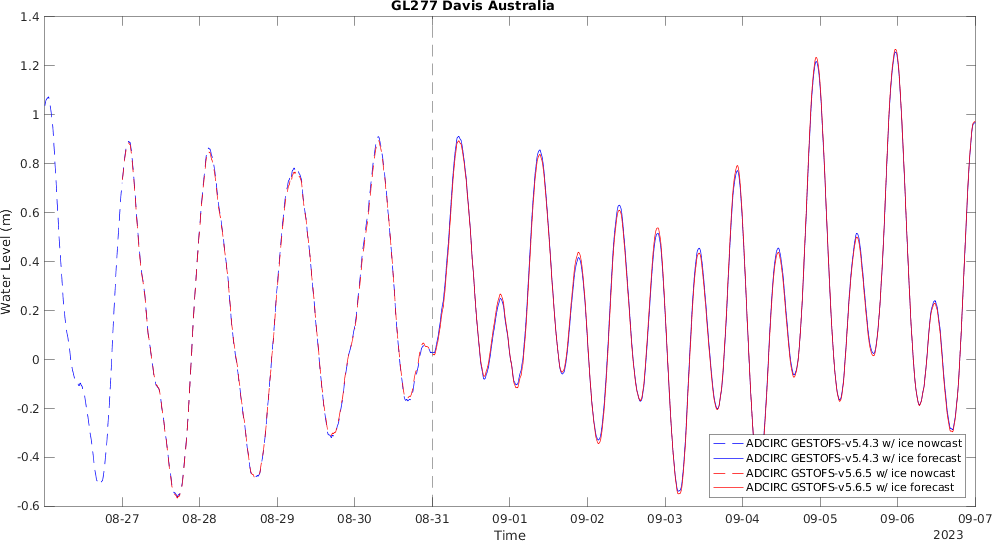 GL277 Davis Australia
1.4
1.2
1
0.8
0.6
0.4
0.2
0
-0.2
-0.4
-0.6
Water Level (m)
ADCIRC GESTOFS-v5.4.3 w/ ice nowcast
ADCIRC GESTOFS-v5.4.3 w/ ice forecast
ADCIRC GSTOFS-v5.6.5 w/ ice nowcast
ADCIRC GSTOFS-v5.6.5 w/ ice forecast
08-27 08-28 08-29 08-30 08-31 09-01 09-02 09-03 09-04 09-05 09-06 09-07
Time 2023